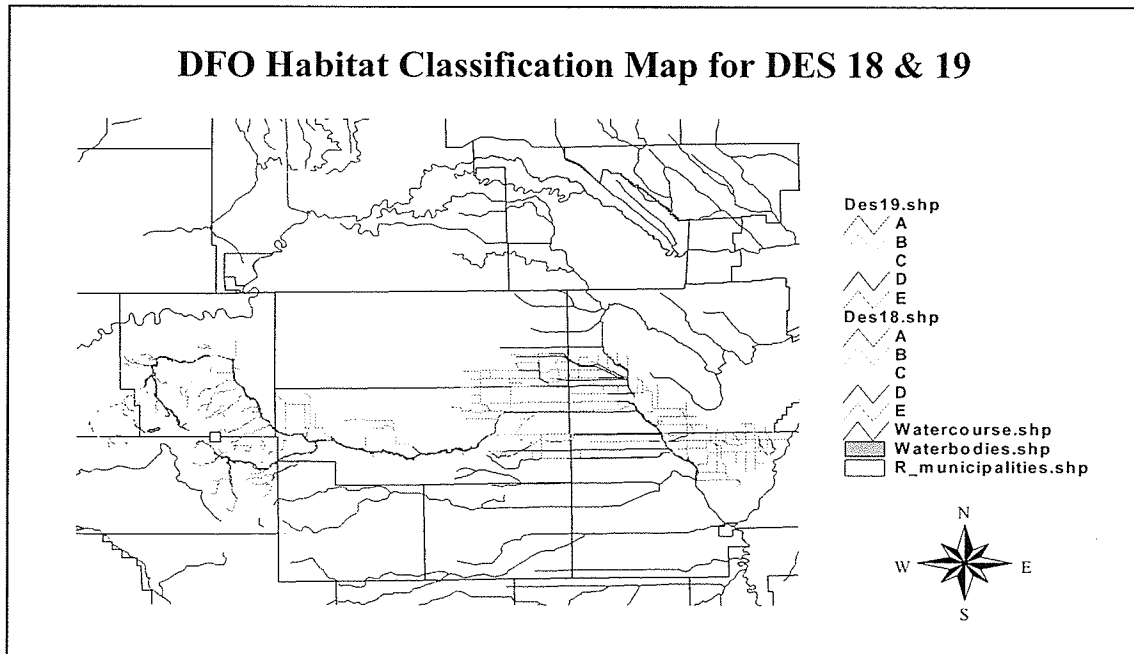 DFO Habitat Classification Map for DES 18 & 19
Des19.shp
A
B
C
D
E
Des18.shp
A
B
C
D
E
Watercourse.shp
Waterbodies.shp
R_municipalities.shp
N
W E
S